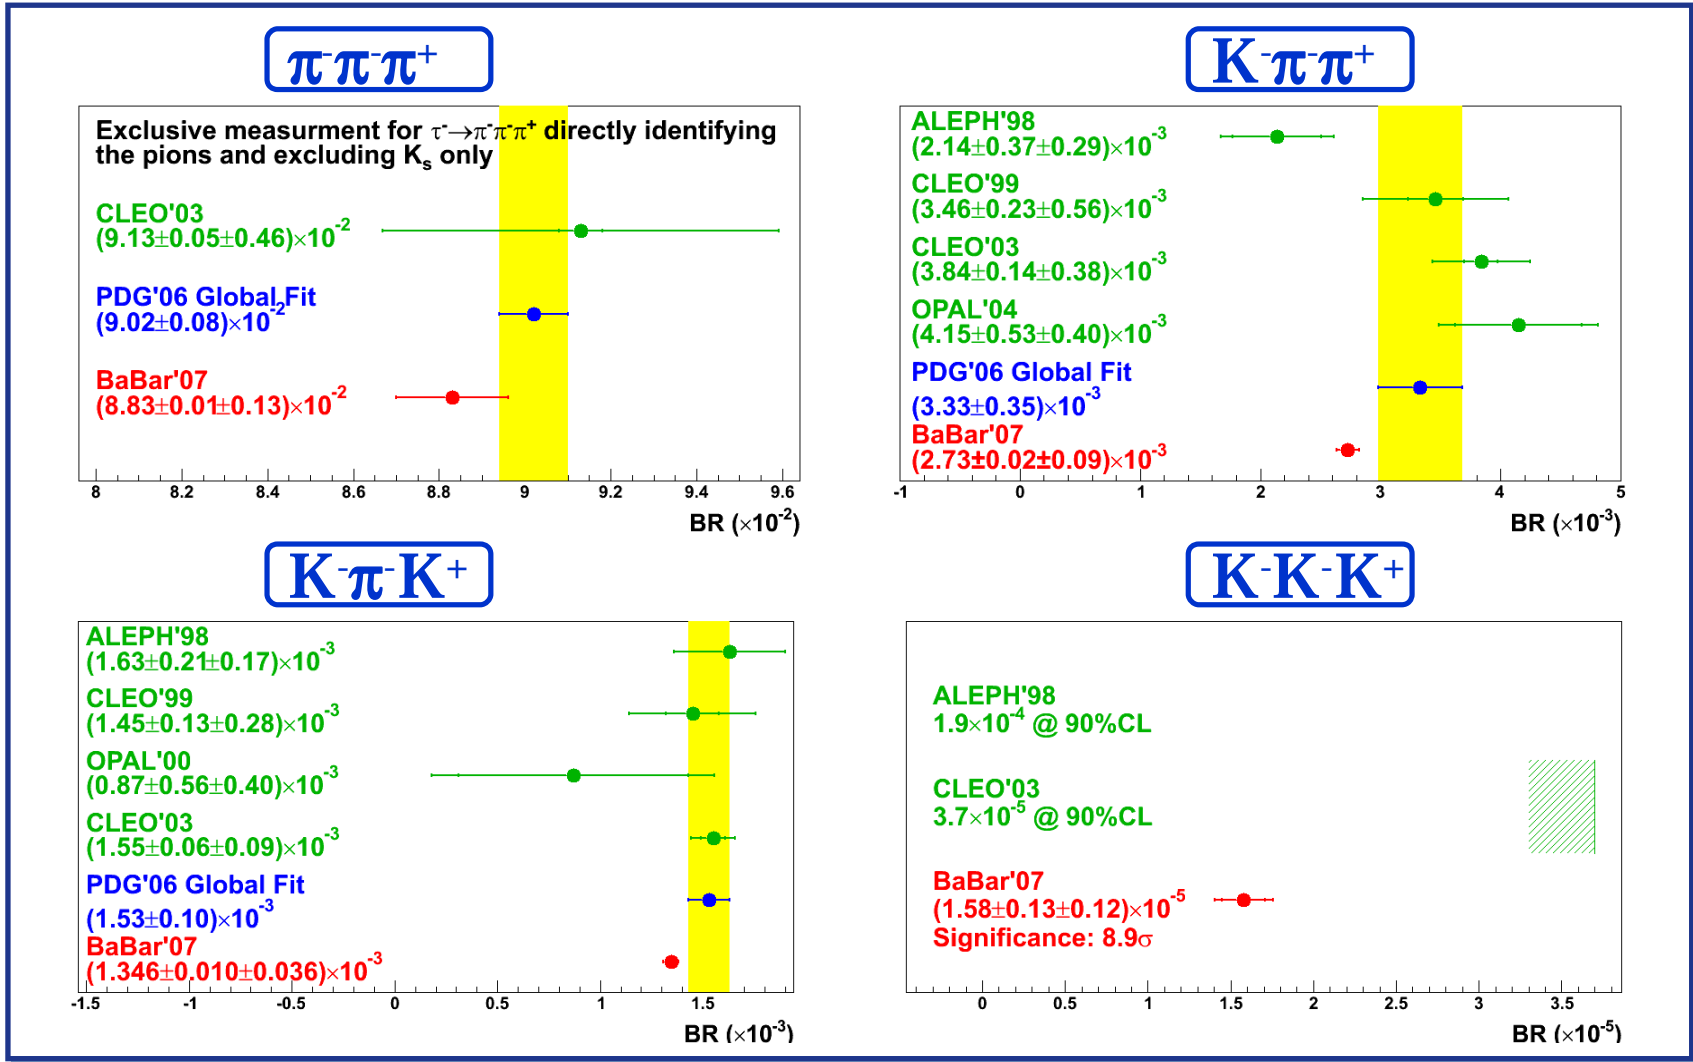 π⁻π⁻π⁺
Exclusive measurment for τ⁻→π⁻π⁻π⁺ directly identifying
the pions and excluding Kₛ only
CLEO'03
(9.13±0.05±0.46)×10⁻²
PDG'06 Global Fit
(9.02±0.08)×10⁻²
BaBar'07
(8.83±0.01±0.13)×10⁻²
8 8.2 8.4 8.6 8.8 9 9.2 9.4 9.6
BR (×10⁻²)
K⁻π⁻π⁺
ALEPH'98
(2.14±0.37±0.29)×10⁻³
CLEO'99
(3.46±0.23±0.56)×10⁻³
CLEO'03
(3.84±0.14±0.38)×10⁻³
OPAL'04
(4.15±0.53±0.40)×10⁻³
PDG'06 Global Fit
(3.33±0.35)×10⁻³
BaBar'07
(2.73±0.02±0.09)×10⁻³
-1 0 1 2 3 4 5
BR (×10⁻³)
K⁻π⁻K⁺
ALEPH'98
(1.63±0.21±0.17)×10⁻³
CLEO'99
(1.45±0.13±0.28)×10⁻³
OPAL'00
(0.87±0.56±0.40)×10⁻³
CLEO'03
(1.55±0.06±0.09)×10⁻³
PDG'06 Global Fit
(1.53±0.10)×10⁻³
BaBar'07
(1.346±0.010±0.036)×10⁻³
-1.5 -1 -0.5 0 0.5 1 1.5
BR (×10⁻³)
K⁻K⁻K⁺
ALEPH'98
1.9×10⁻⁴ @ 90%CL
CLEO'03
3.7×10⁻⁵ @ 90%CL
BaBar'07
(1.58±0.13±0.12)×10⁻⁵
Significance: 8.9σ
0 0.5 1 1.5 2 2.5 3 3.5
BR (×10⁻⁵)